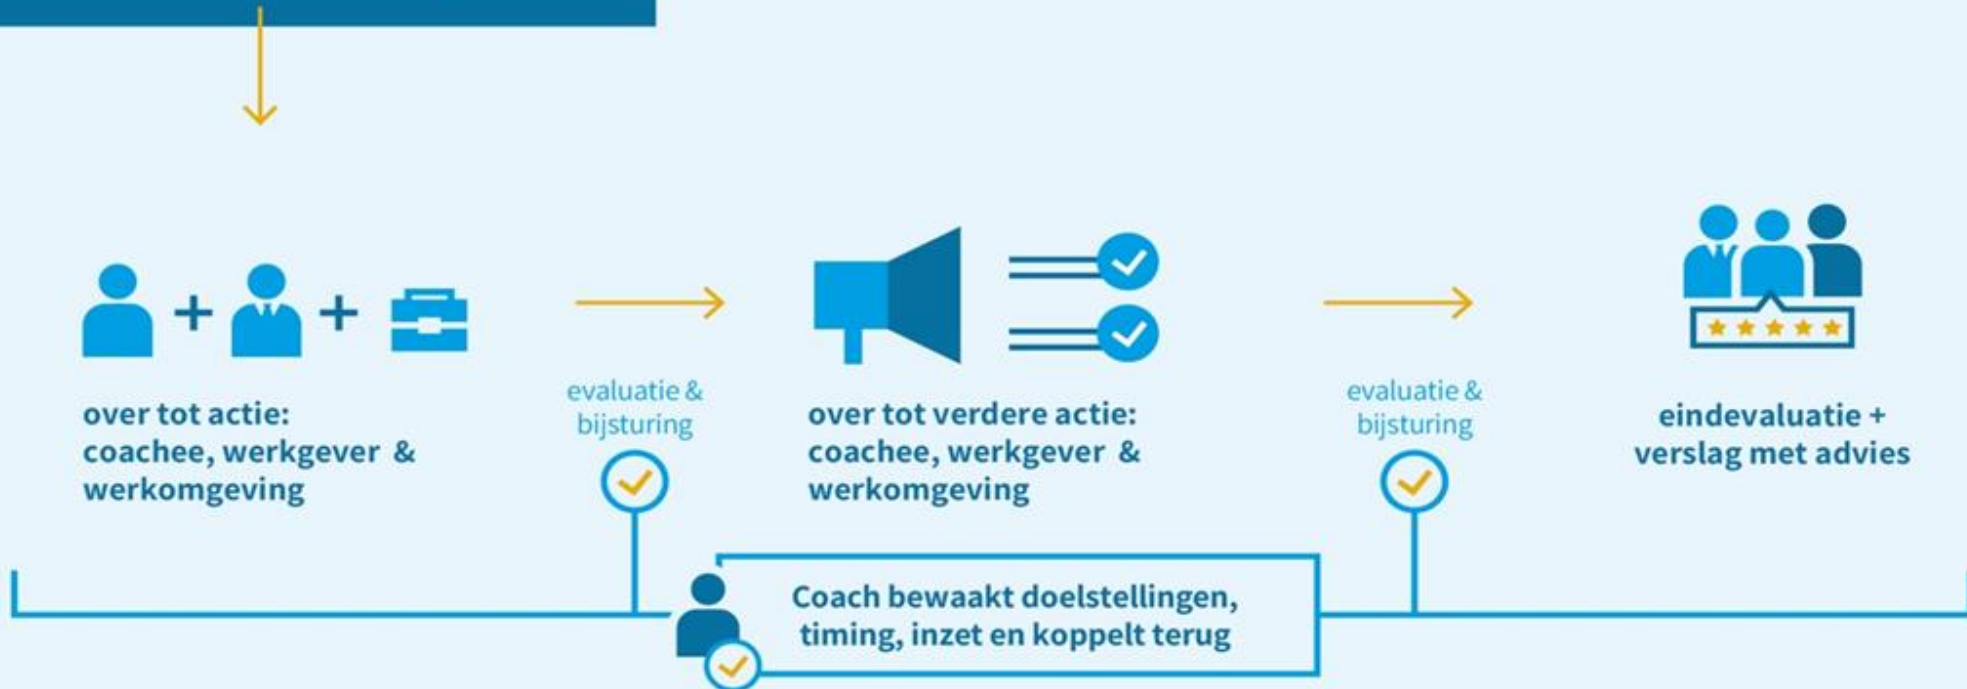 over tot actie:
coachee, werkgever &
werkomgeving
evaluatie &
bijsturing
over tot verdere actie:
coachee, werkgever &
werkomgeving
evaluatie &
bijsturing
eindevaluatie +
verslag met advies
Coach bewaakt doelstellingen,
timing, inzet en koppelt terug